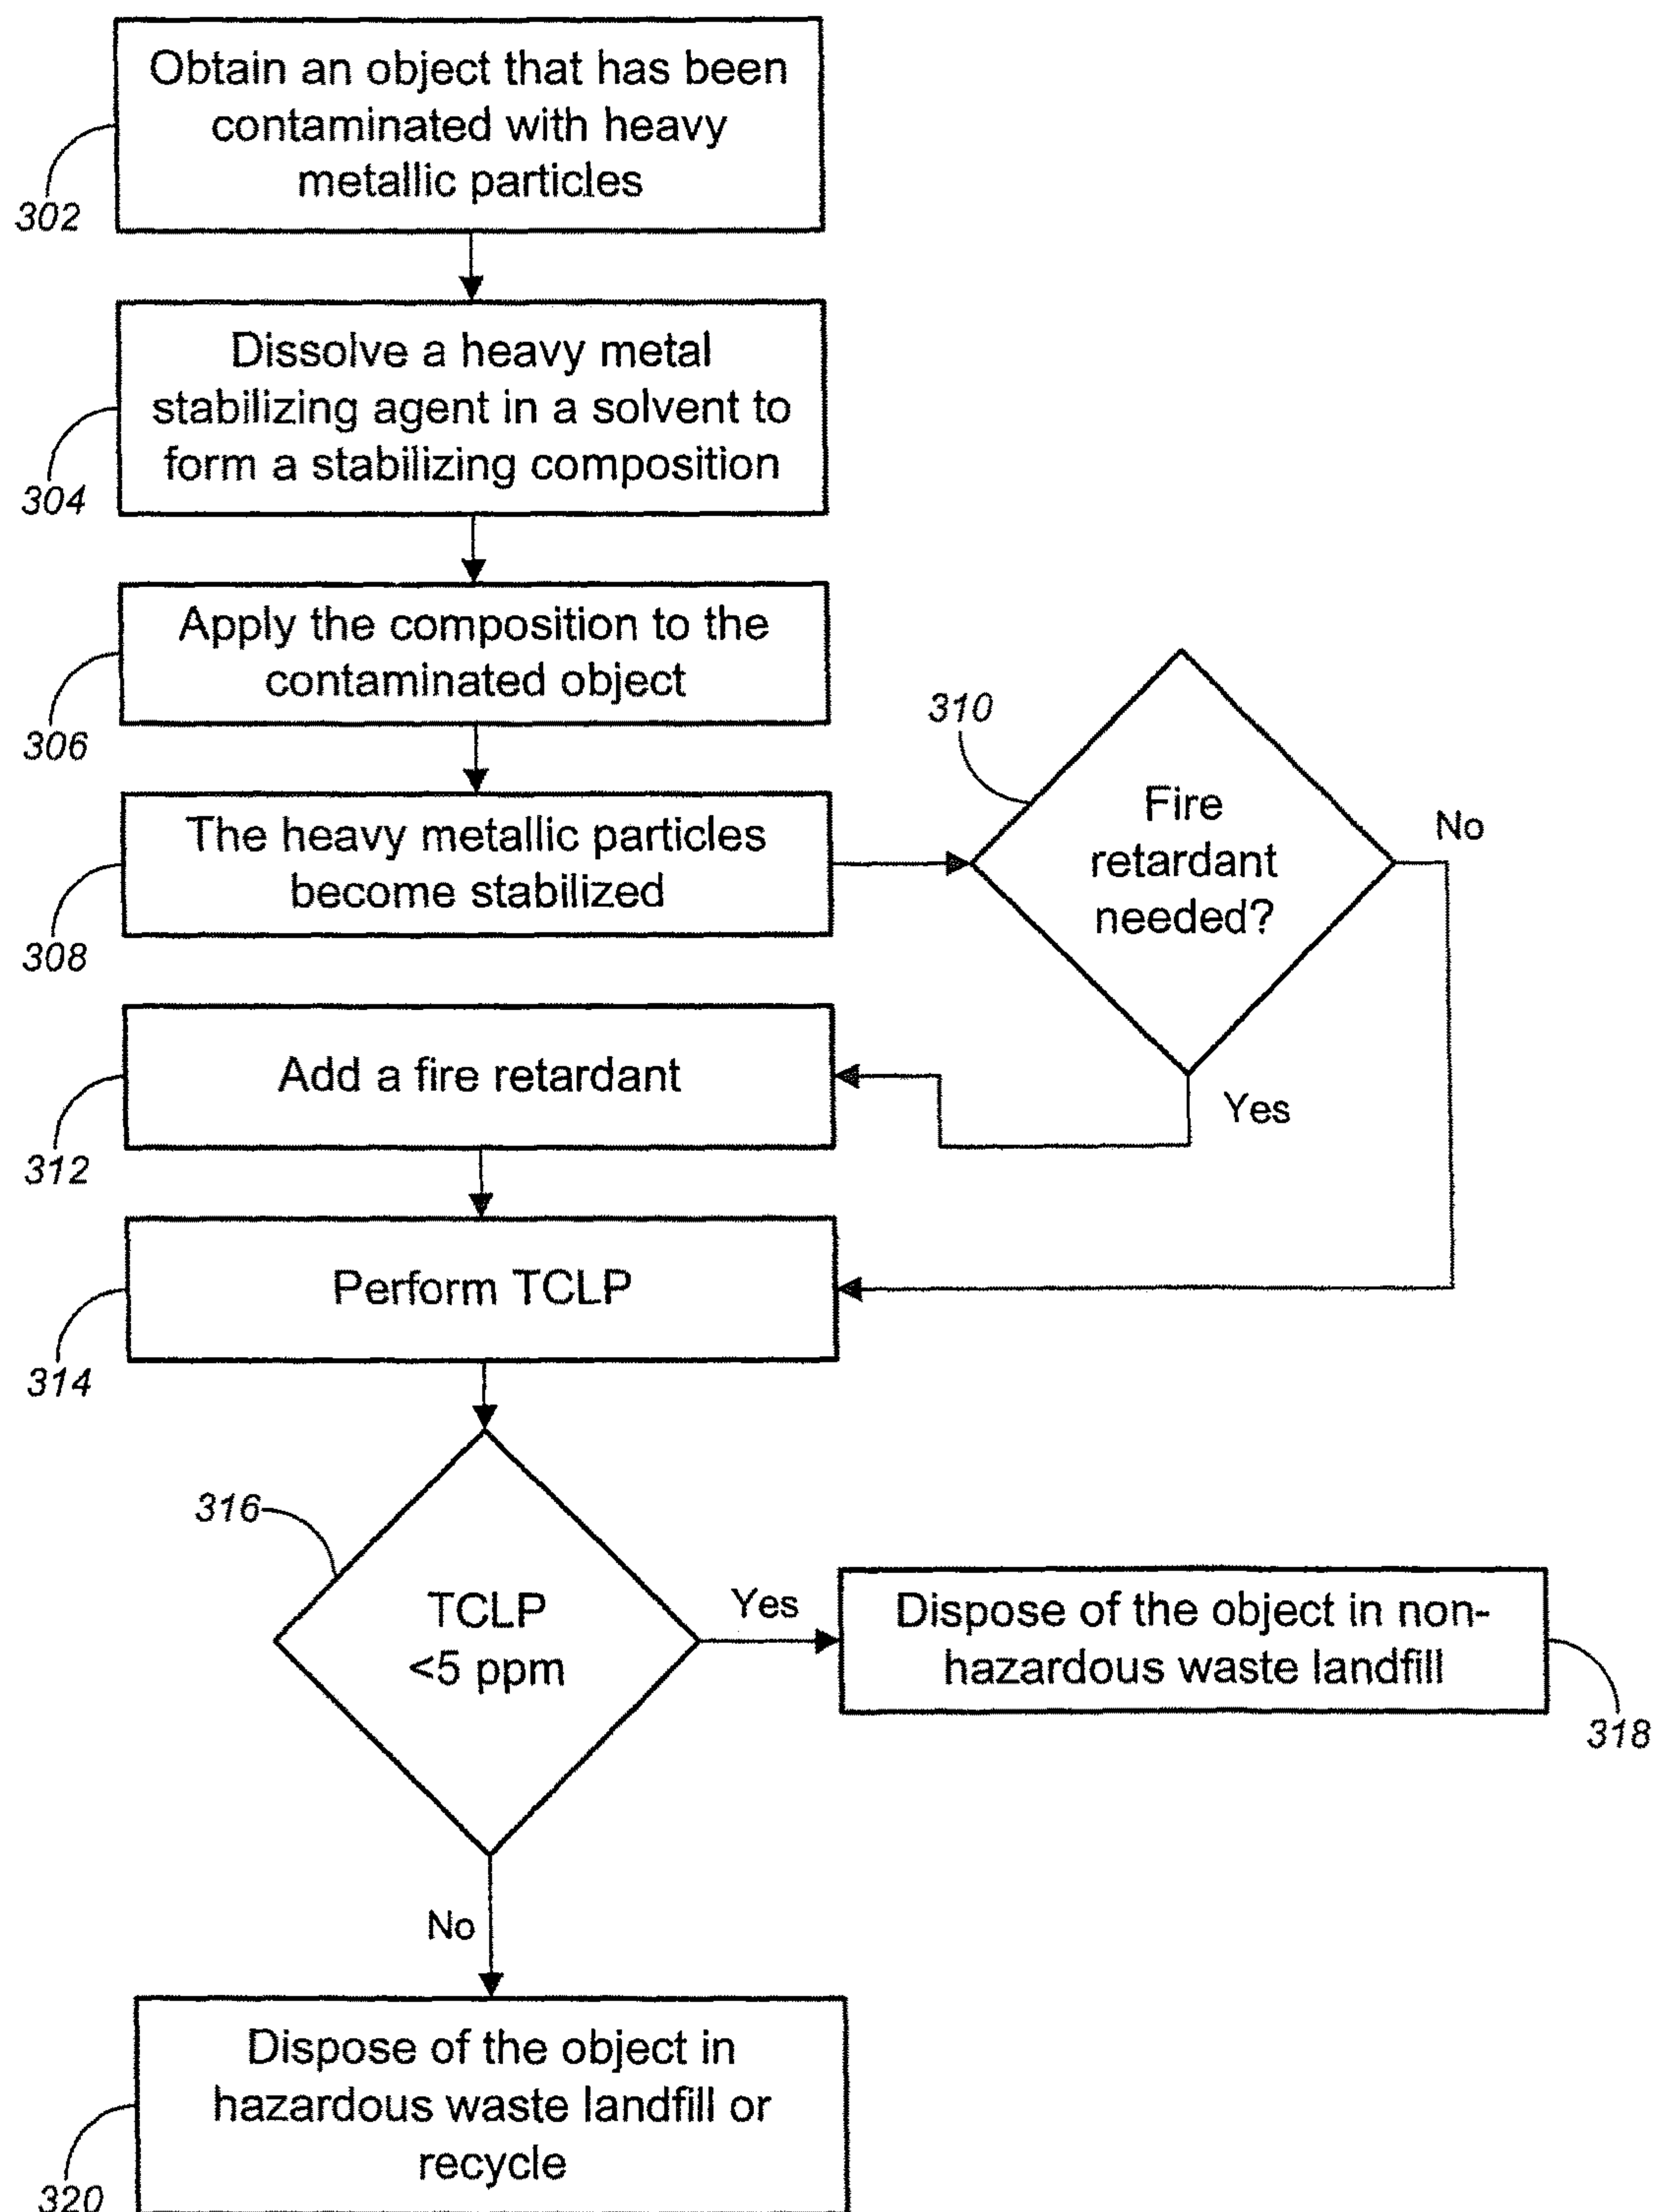 Obtain an object that has been
contaminated with heavy
metallic particles
302
Dissolve a heavy metal
stabilizing agent in a solvent to
form a stabilizing composition
304
Apply the composition to the
contaminated object
306
The heavy metallic particles
become stabilized
308
310
Fire
retardant
needed?
No
Yes
Add a fire retardant
312
Perform TCLP
314
316
TCLP
<5 ppm
Yes
Dispose of the object in non-
hazardous waste landfill
318
No
Dispose of the object in
hazardous waste landfill or
recycle
320